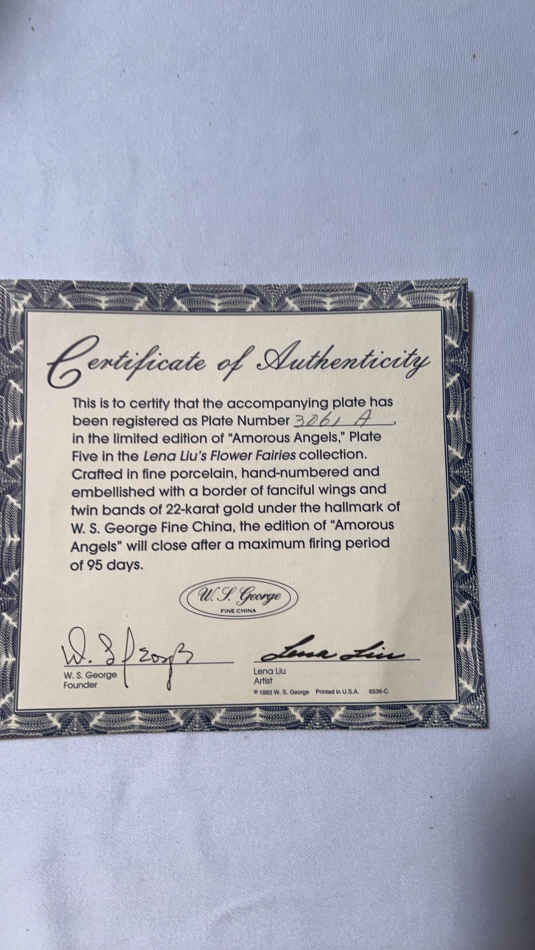 Certificate of Authenticity
This is to certify that the accompanying plate has
been registered as Plate Number 3061 A,
in the limited edition of "Amorous Angels," Plate
Five in the Lena Liu's Flower Fairies collection.
Crafted in fine porcelain, hand-numbered and
embellished with a border of fanciful wings and
twin bands of 22-karat gold under the hallmark of
W. S. George Fine China, the edition of "Amorous
Angels" will close after a maximum firing period
of 95 days.
W. S. George
FINE CHINA
W. S. George
Lena Liu
W. S. George
Founder
Lena Liu
Artist
W. S. George Printed in U.S.A.